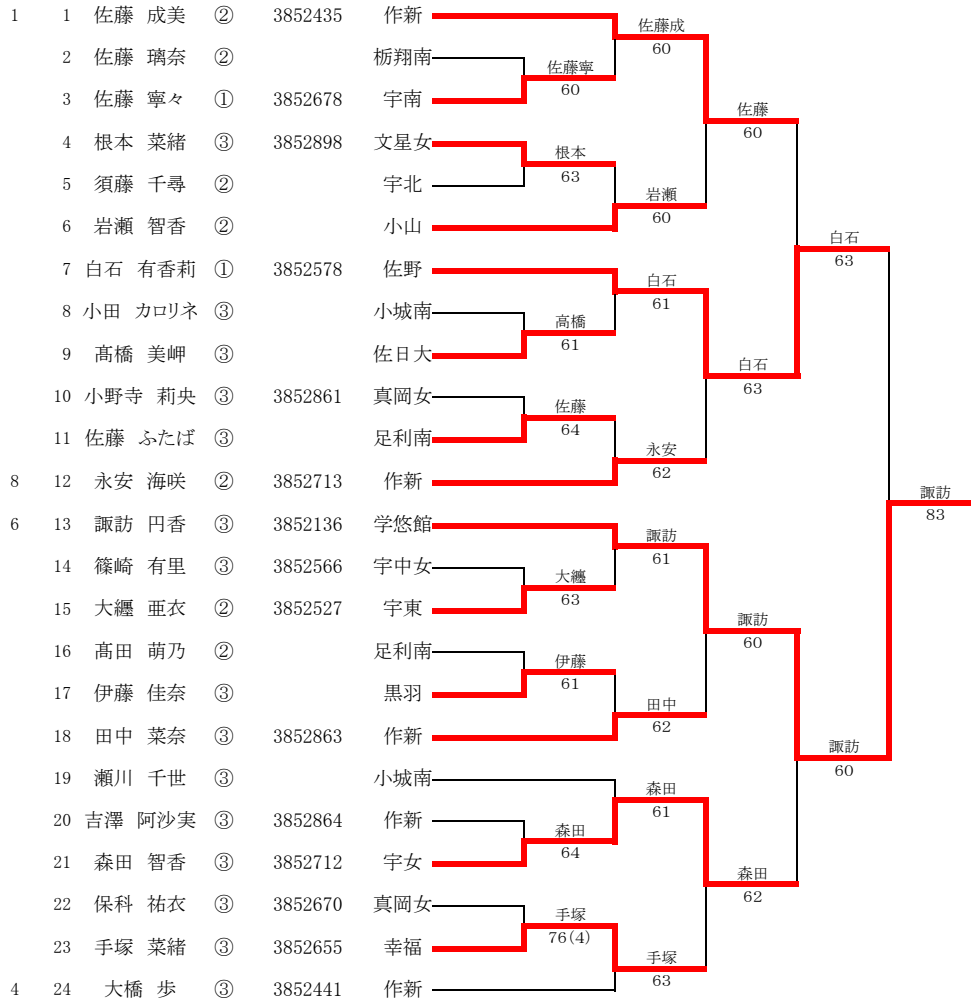 1 1 佐藤 成美 ② 3852435 作新
2 佐藤 璃奈 ② 栃翔南
3 佐藤 寧々 ① 3852678 宇南
4 根本 菜緒 ③ 3852898 文星女
5 須藤 千尋 ② 宇北
6 岩瀬 智香 ② 小山
7 白石 有香莉 ① 3852578 佐野
8 小田 カロリネ ③ 小城南
9 髙橋 美岬 ③ 佐日大
10 小野寺 莉央 ③ 3852861 真岡女
11 佐藤 ふたば ③ 足利南
8 12 永安 海咲 ② 3852713 作新
6 13 諏訪 円香 ③ 3852136 学悠館
14 篠崎 有里 ③ 3852566 宇中女
15 大纒 亜衣 ② 3852527 宇東
16 髙田 萌乃 ② 足利南
17 伊藤 佳奈 ③ 黒羽
18 田中 菜奈 ③ 3852863 作新
19 瀬川 千世 ③ 小城南
20 吉澤 阿沙実 ③ 3852864 作新
21 森田 智香 ③ 3852712 宇女
22 保科 祐衣 ③ 3852670 真岡女
23 手塚 菜緒 ③ 3852655 幸福
4 24 大橋 歩 ③ 3852441 作新
佐藤寧
60
根本
63
高橋
61
佐藤
64
大纒
63
伊藤
61
森田
64
手塚
76(4)
佐藤成
60
岩瀬
60
白石
61
永安
62
諏訪
61
田中
62
森田
61
手塚
63
佐藤
60
白石
63
諏訪
60
森田
62
白石
63
諏訪
60
諏訪
83